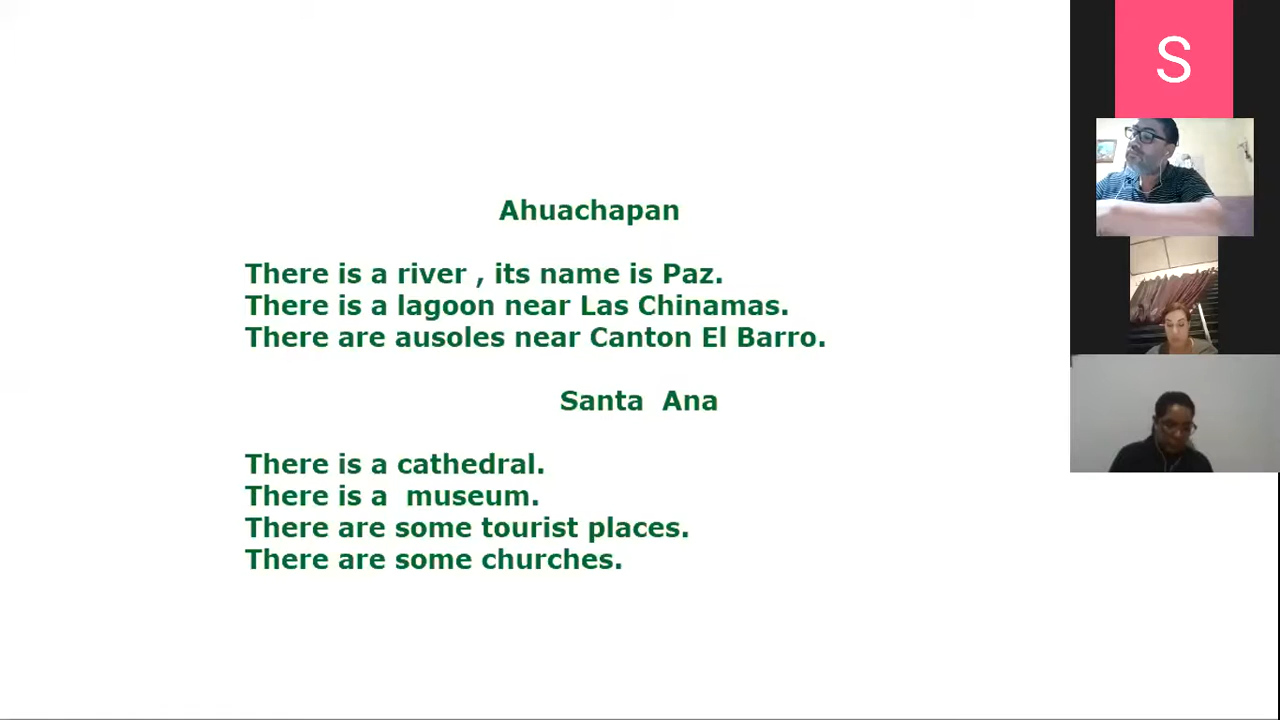 S
Ahuachapan
There is a river , its name is Paz.
There is a lagoon near Las Chinamas.
There are ausoles near Canton El Barro.
Santa  Ana
There is a cathedral.
There is a  museum.
There are some tourist places.
There are some churches.